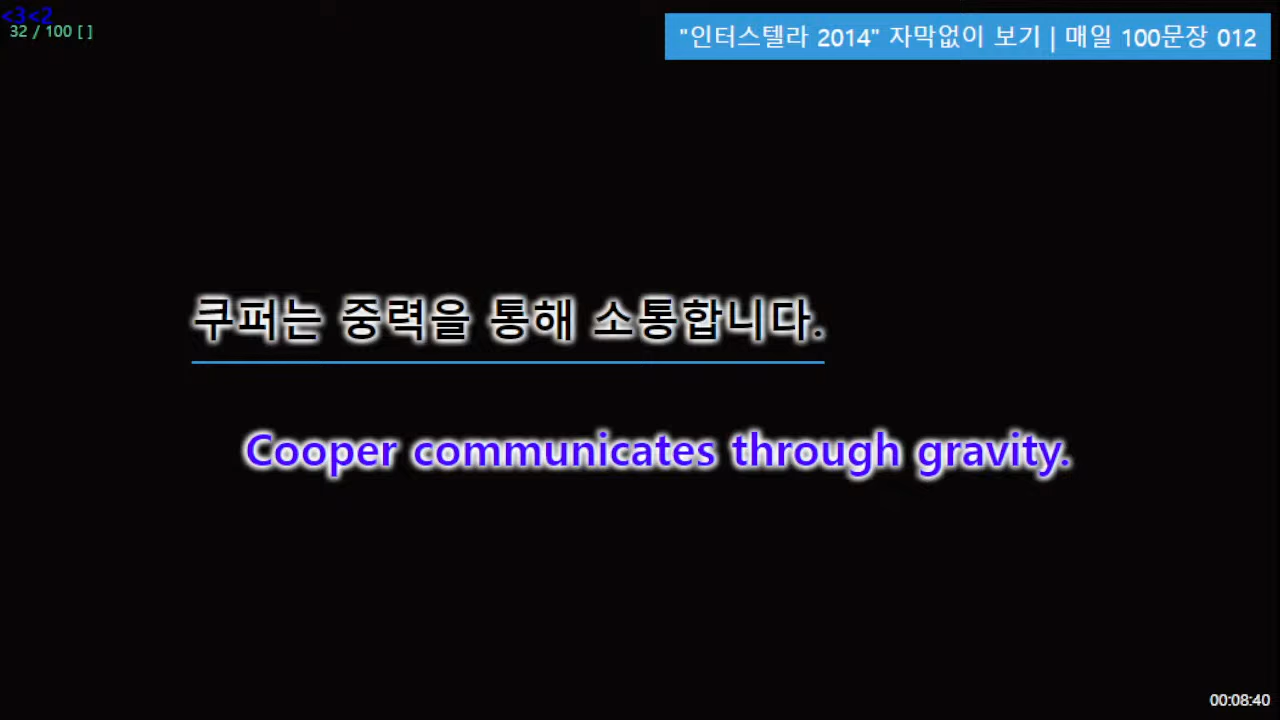 <3<2
32 / 100 [ ]
"인터스텔라 2014" 자막없이 보기 | 매일 100문장 012
쿠퍼는 중력을 통해 소통합니다.
Cooper communicates through gravity.
00:08:40